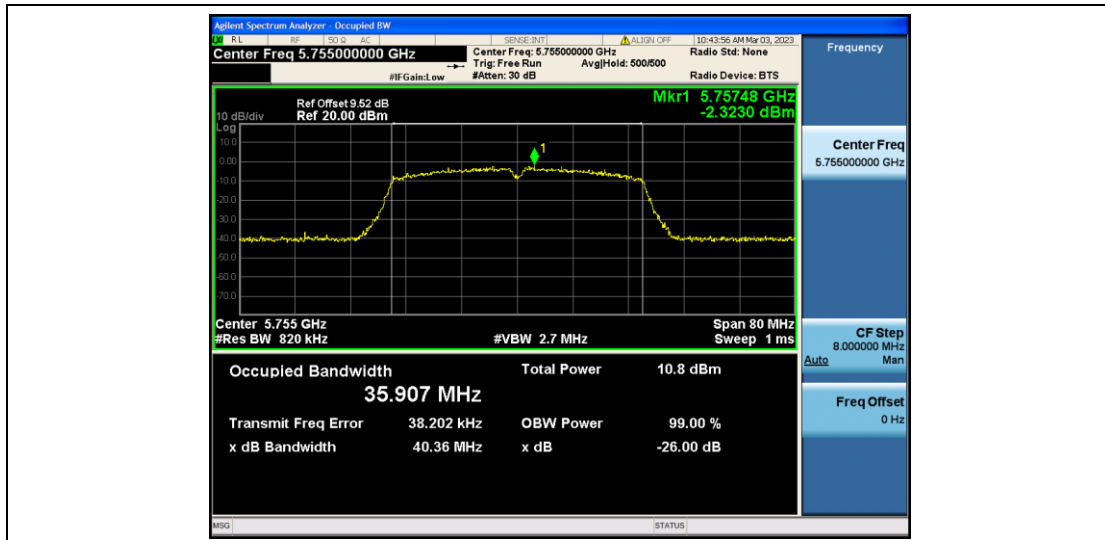 Agilent Spectrum Analyzer - Occupied BW
RL RF 50 Ω AC SENSE:INT ALIGN OFF 10:43:56 AM Mar 03, 2023
Center Freq 5.755000000 GHz Center Freq: 5.755000000 GHz Radio Std: None
Trig: Free Run Avg|Hold: 500/500
#IFGain:Low #Atten: 30 dB Radio Device: BTS
Frequency
Ref Offset 9.52 dB Mkr1 5.75748 GHz
10 dB/div Ref 20.00 dBm -2.3230 dBm
Log
10.0
0.00
-10.0
-20.0
-30.0
-40.0
-50.0
-60.0
-70.0
1
Center Freq
5.755000000 GHz
Center 5.755 GHz Span 80 MHz
#Res BW 820 kHz #VBW 2.7 MHz Sweep 1 ms
CF Step
8.000000 MHz
Auto Man
Occupied Bandwidth Total Power 10.8 dBm
35.907 MHz
Transmit Freq Error 38.202 kHz OBW Power 99.00 %
x dB Bandwidth 40.36 MHz x dB -26.00 dB
Freq Offset
0 Hz
MSG STATUS